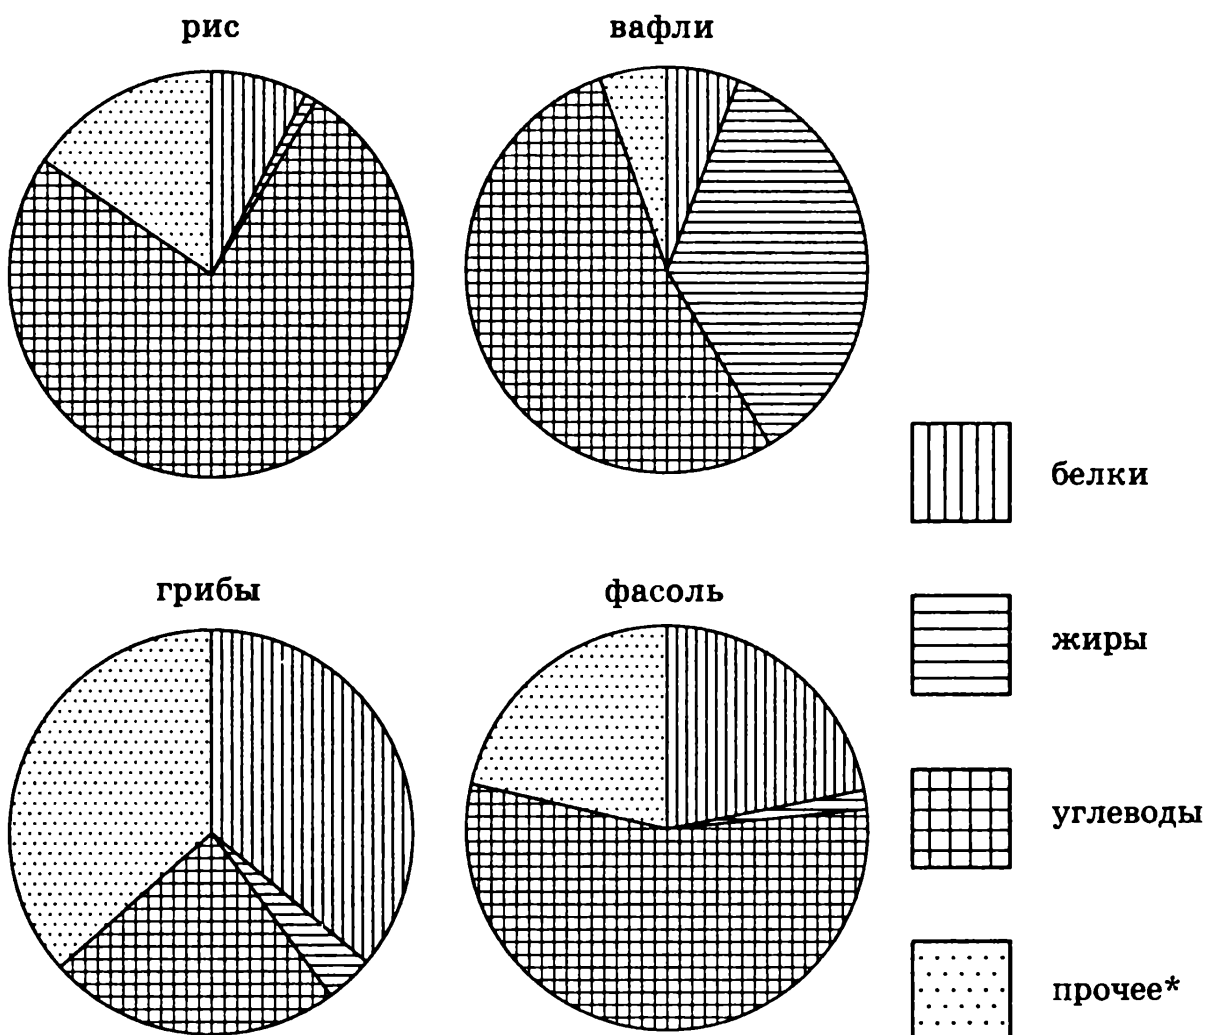 рис
вафли
грибы
фасоль
белки
жиры
углеводы
прочее*